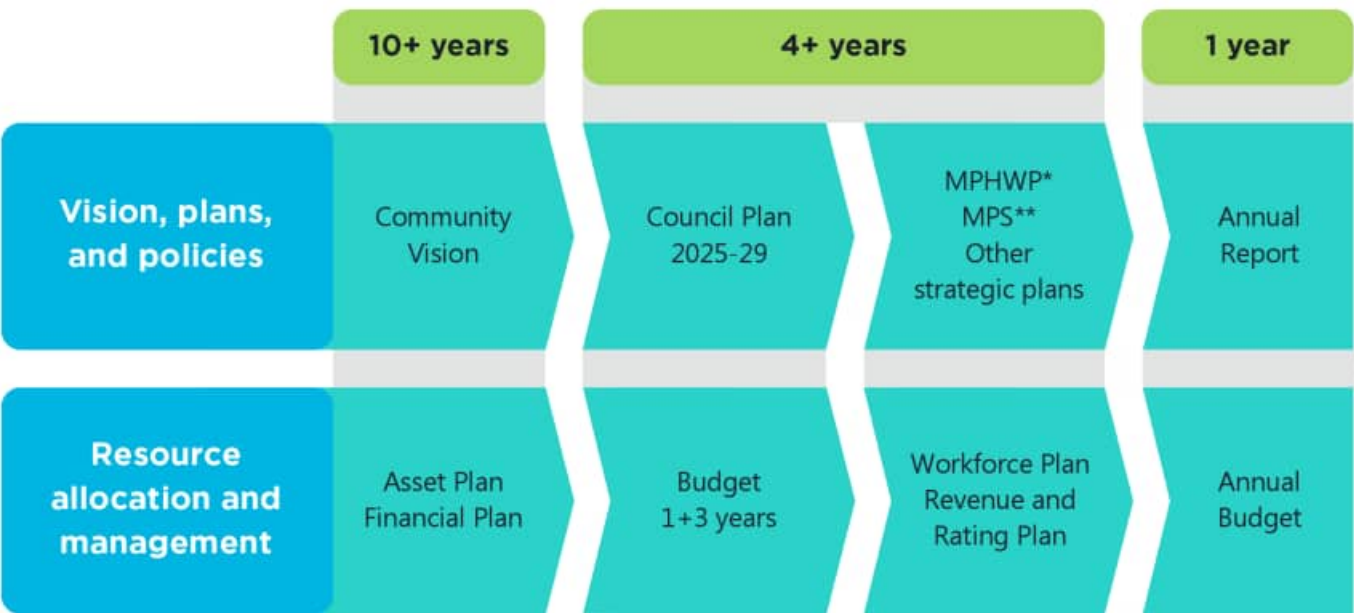 10+ years
4+ years
1 year
Vision, plans,
and policies
Community
Vision
Council Plan
2025-29
MPHWP*
MPS**
Other
strategic plans
Annual
Report
Resource
allocation and
management
Asset Plan
Financial Plan
Budget
1+3 years
Workforce Plan
Revenue and
Rating Plan
Annual
Budget